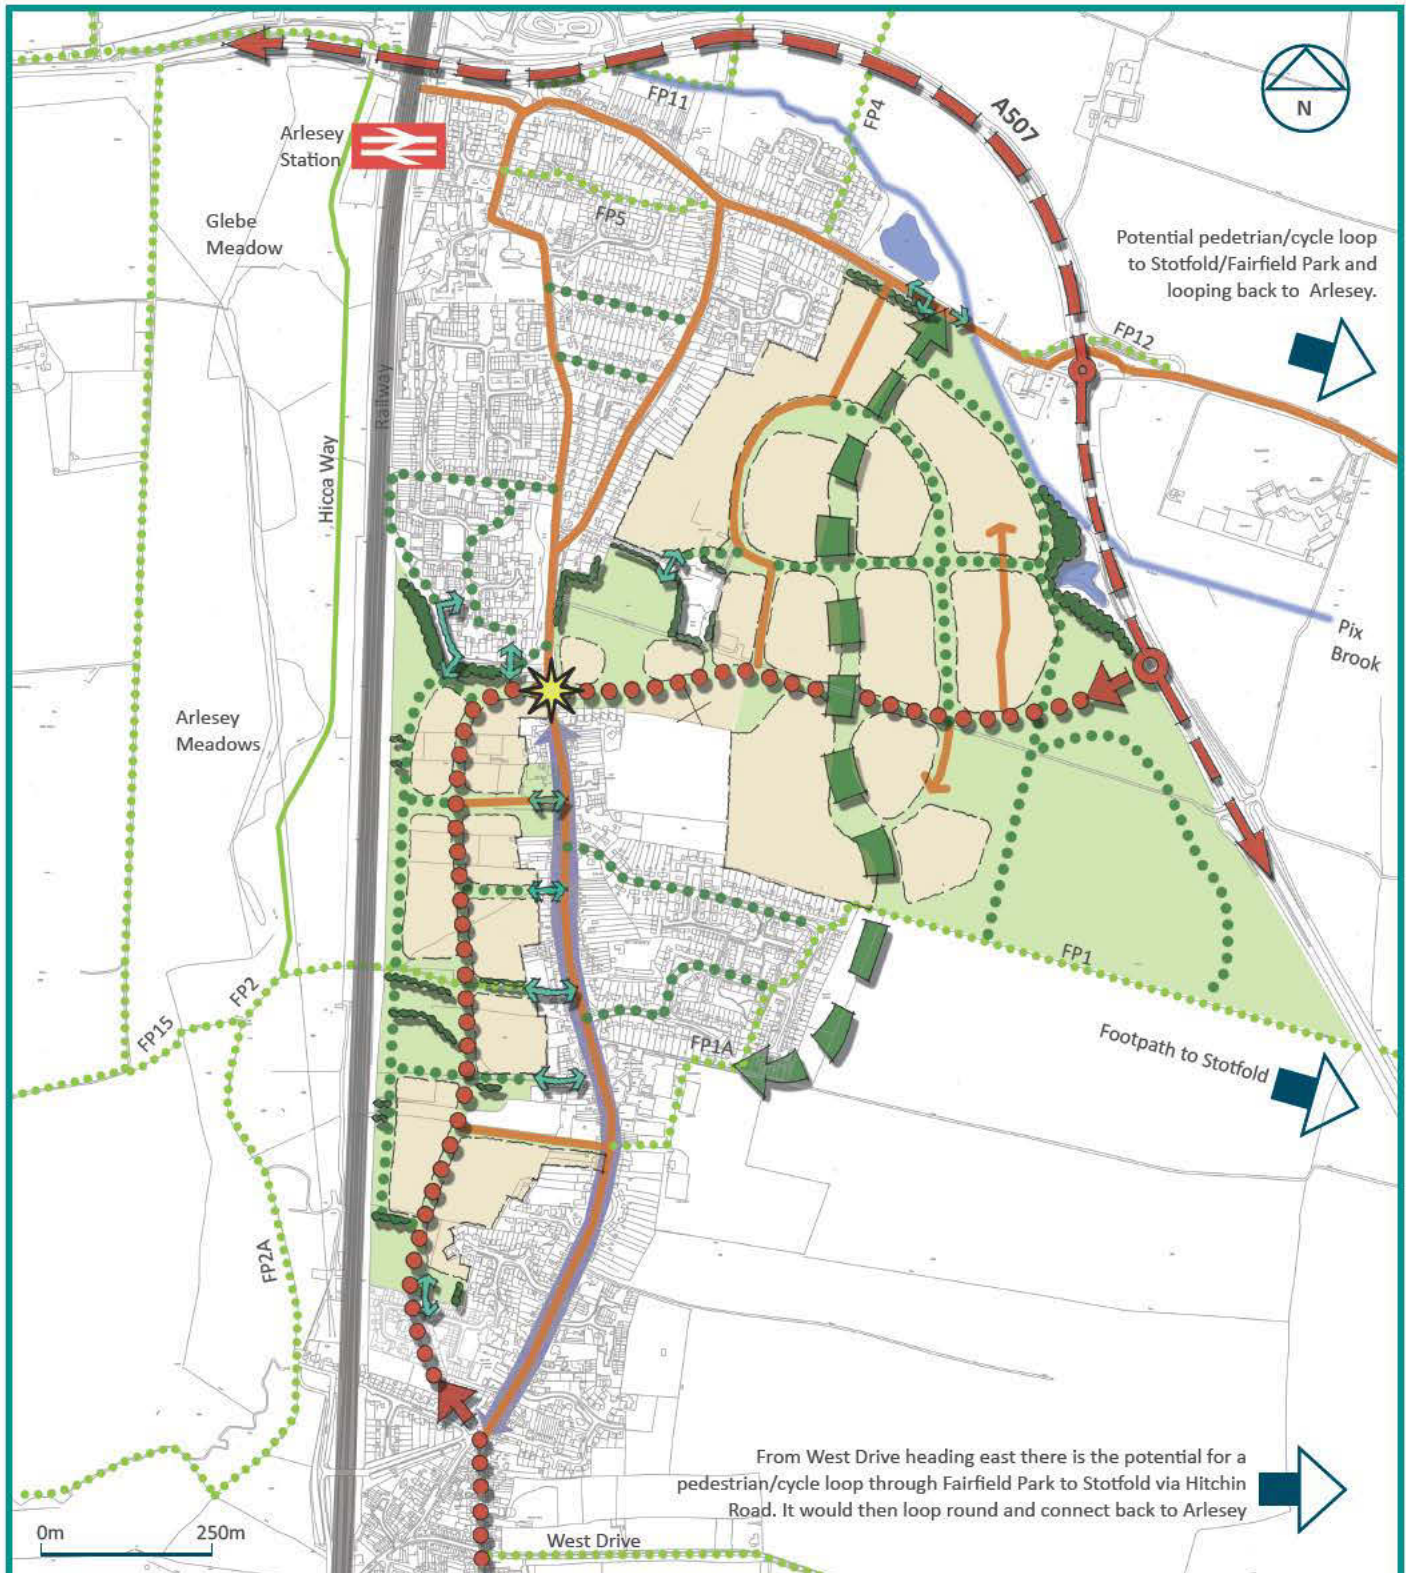 A507
N
FP11
FP4
Arlesey
Station
FP5
Glebe
Meadow
Potential pedetrian/cycle loop
to Stotfold/Fairfield Park and
looping back to Arlesey.
FP12
Railway
Hicca Way
Pix
Brook
Arlesey
Meadows
FP1
FP2
FP15
FP1A
Footpath to Stotfold
FP2A
From West Drive heading east there is the potential for a
pedestrian/cycle loop through Fairfield Park to Stotfold via Hitchin
Road. It would then loop round and connect back to Arlesey
0m 250m
West Drive